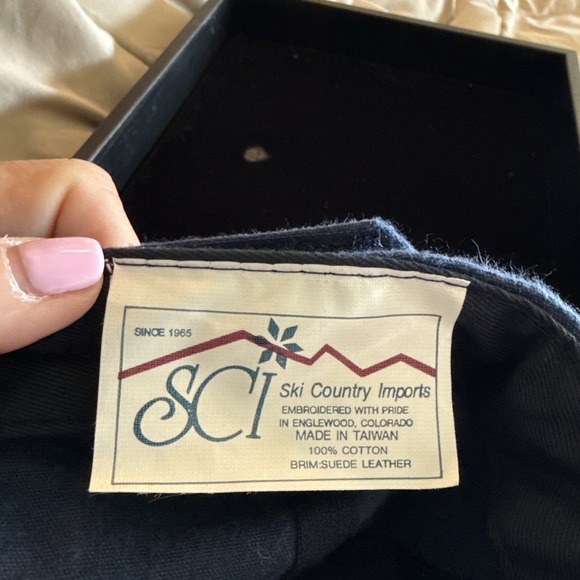 SINCE 1965
SCI
Ski Country Imports
EMBROIDERED WITH PRIDE
IN ENGLEWOOD, COLORADO
MADE IN TAIWAN
100% COTTON
BRIM:SUEDE LEATHER